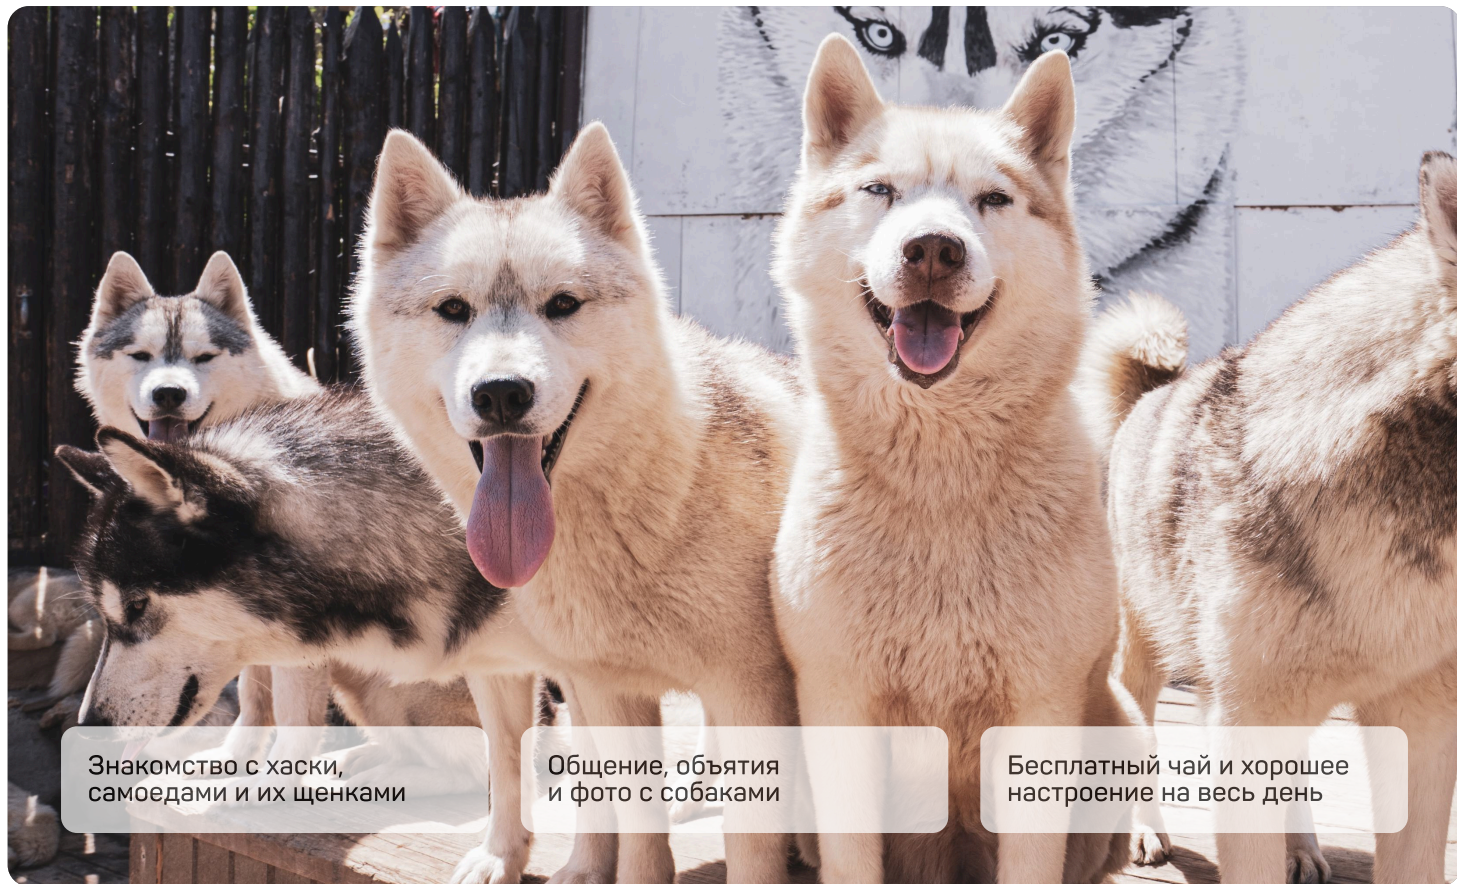 Знакомство с хаски,
самоедами и их щенками
Общение, объятия
и фото с собаками
Бесплатный чай и хорошее
настроение на весь день